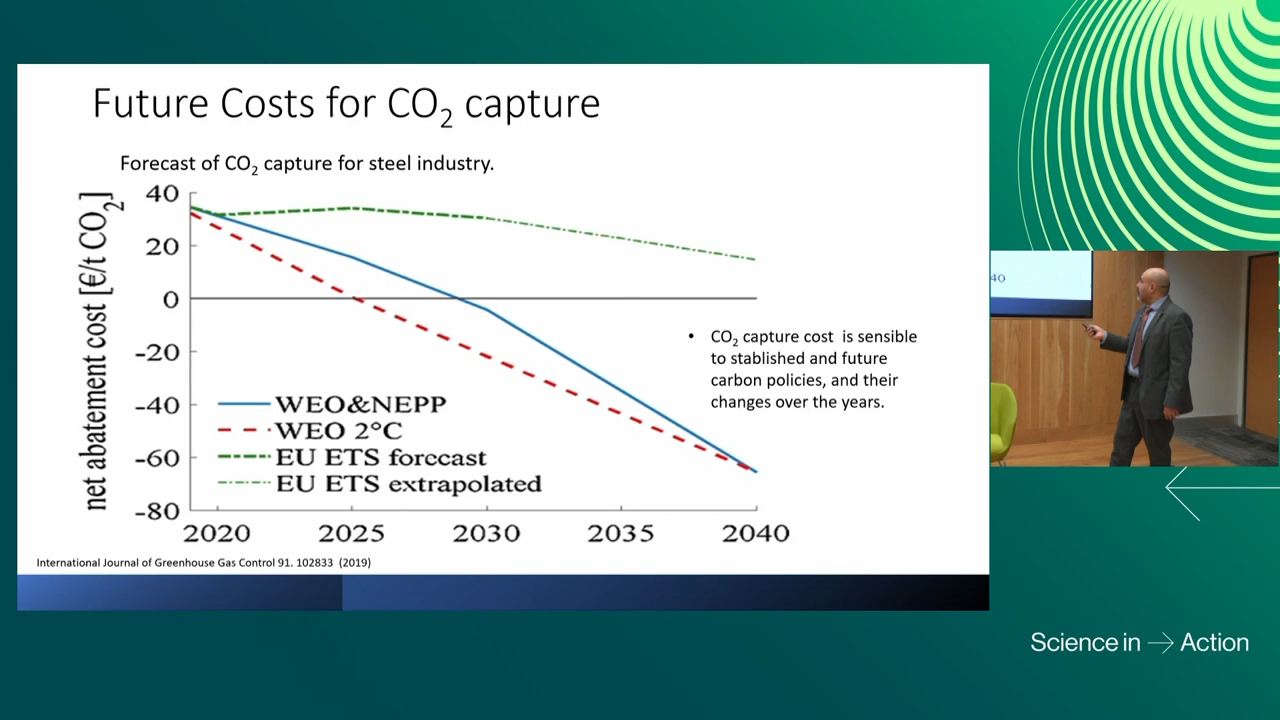 Future Costs for CO2 capture
Forecast of CO2 capture for steel industry.
net abatement cost [€/t CO2]
40
20
0
-20
-40
-60
-80
WEO&NEPP
WEO 2°C
EU ETS forecast
EU ETS extrapolated
2020 2025 2030 2035 2040
• CO2 capture cost is sensible
to stablished and future
carbon policies, and their
changes over the years.
International Journal of Greenhouse Gas Control 91. 102833 (2019)
40
Science in → Action